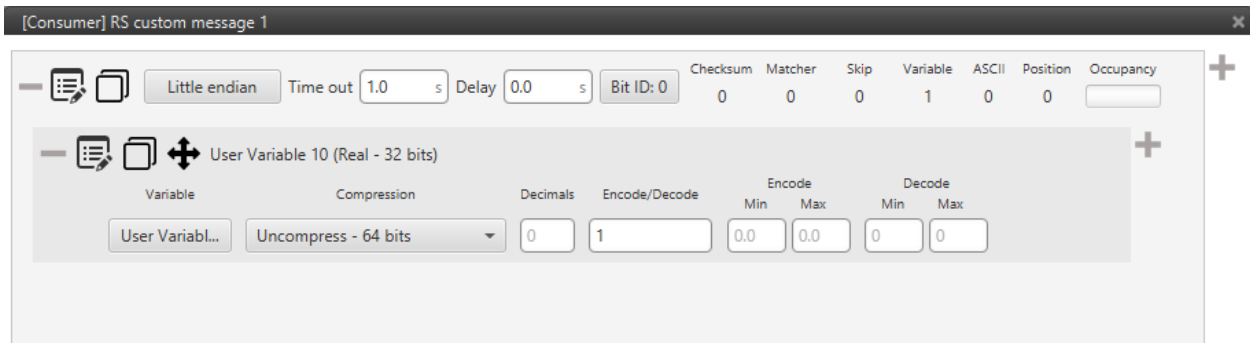 [Consumer] RS custom message 1
Little endian Time out 1.0 s Delay 0.0 s Bit ID: 0 Checksum Matcher Skip Variable ASCII Position Occupancy
0 0 0 1 0 0
User Variable 10 (Real - 32 bits)
Variable Compression Decimals Encode/Decode Encode Decode
Min Max Min Max
User Variabl... Uncompress - 64 bits 0 1 0.0 0.0 0 0